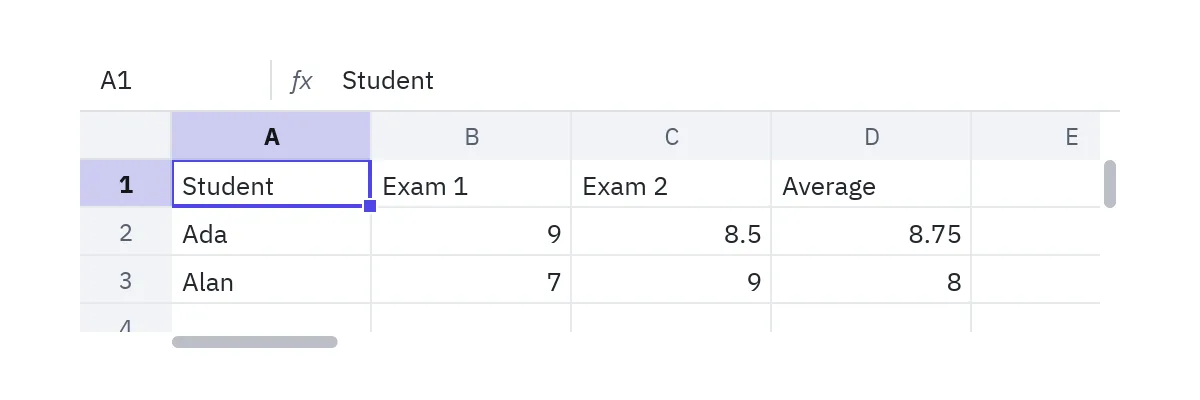 A1 fx Student
A B C D E
1 Student Exam 1 Exam 2 Average
2 Ada 9 8.5 8.75
3 Alan 7 9 8
4